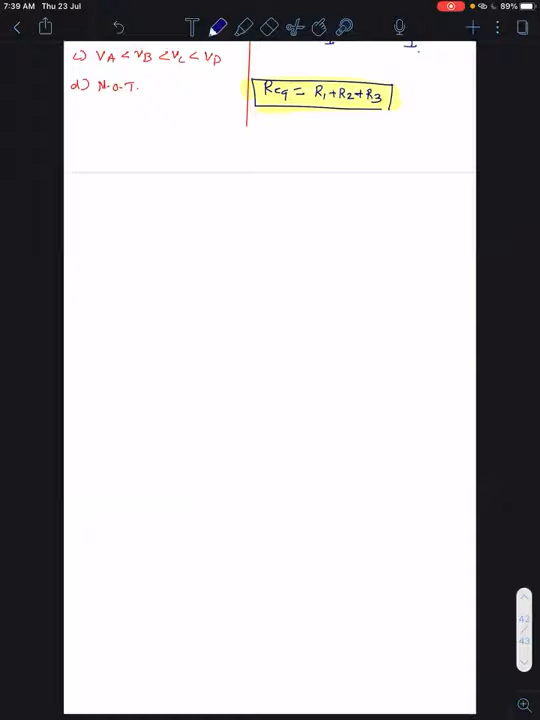 7:39 AM Thu 23 Jul
89%
c) VA < VB < VC < VD
d) N.O.T.
I
I
Req = R1+R2+R3
42
/
43